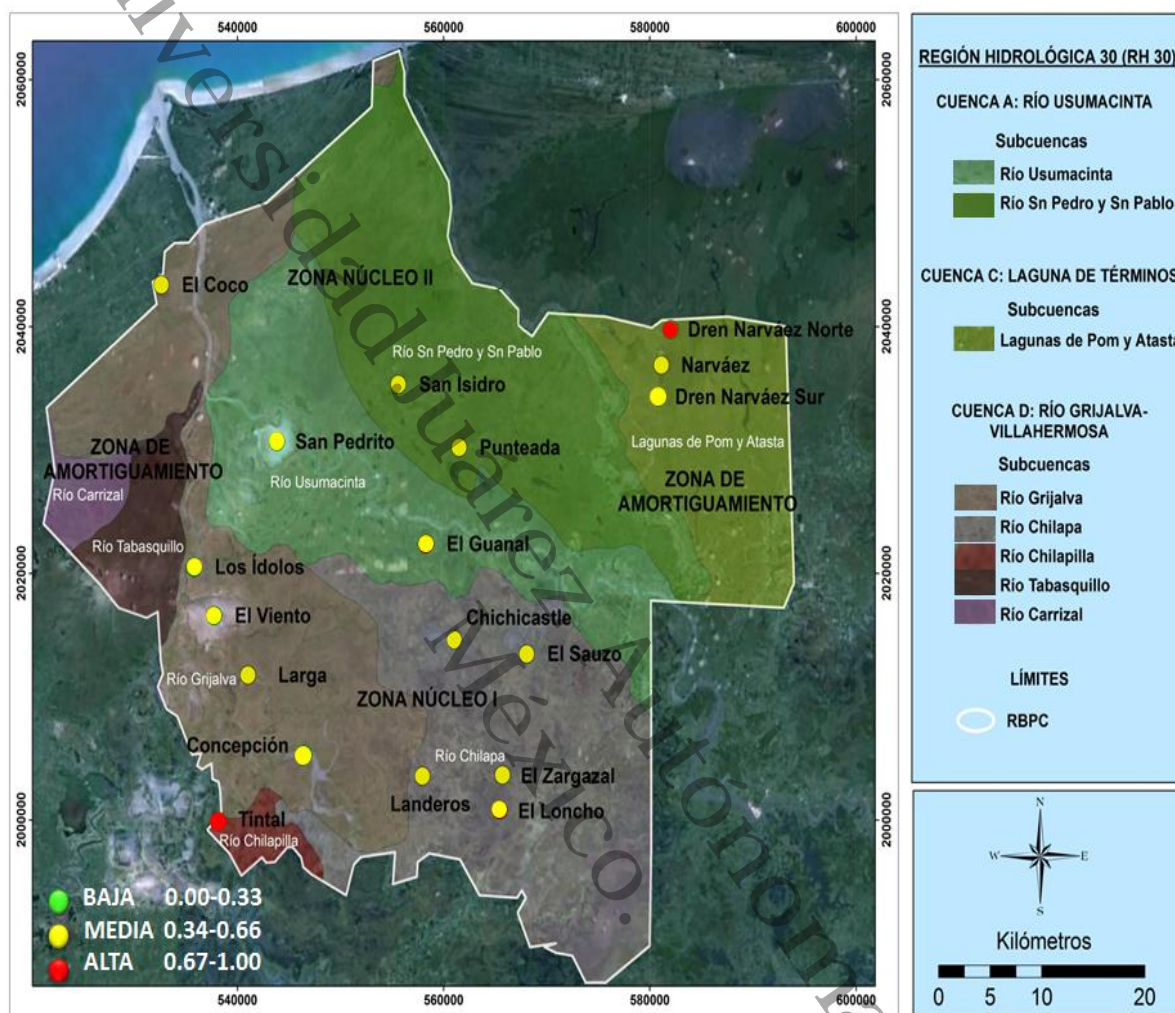 540000 560000 580000 600000
2060000
2040000
2020000
2000000
El Coco
ZONA NÚCLEO II
Río Sn Pedro y Sn Pablo
San Isidro
Dren Narváez Norte
Narváez
Dren Narváez Sur
San Pedrito
Punteada
Lagunas de Pom y Atasta
ZONA DE
AMORTIGUAMIENTO
Río Carrizal
Río Usumacinta
ZONA DE
AMORTIGUAMIENTO
Río Tabasquillo
El Guanal
Los Ídolos
El Viento
Chichicastle
El Sauzo
Río Grijalva
Larga
ZONA NÚCLEO I
Concepción
Río Chilapa
El Zargazal
Landeros
El Loncho
Tintal
Río Chilapilla
BAJA 0.00-0.33
MEDIA 0.34-0.66
ALTA 0.67-1.00
540000 560000 580000 600000
REGIÓN HIDROLÓGICA 30 (RH 30)
CUENCA A: RÍO USUMACINTA
Subcuencas
Río Usumacinta
Río Sn Pedro y Sn Pablo
CUENCA C: LAGUNA DE TÉRMINOS
Subcuencas
Lagunas de Pom y Atasta
CUENCA D: RÍO GRIJALVA-
VILLAHERMOSA
Subcuencas
Río Grijalva
Río Chilapa
Río Chilapilla
Río Tabasquillo
Río Carrizal
LÍMITES
RBPC
N
W E
S
Kilómetros
0 5 10 20
Juárez Autónoma
México.